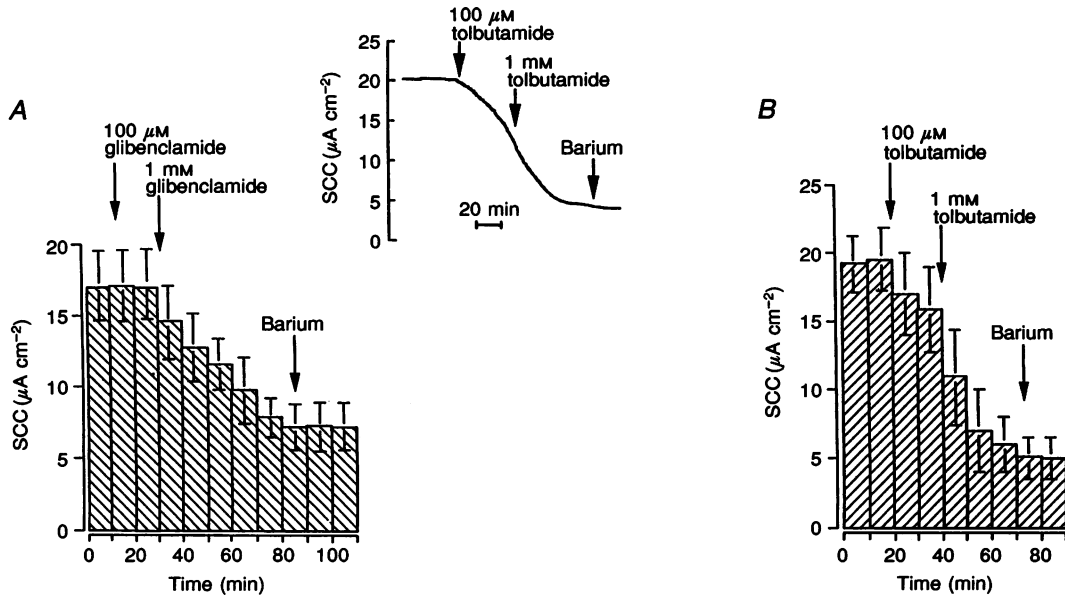 A
100 μM
glibenclamide
1 mM
glibenclamide
Barium
SCC (μA cm⁻²)
20
15
10
5
0
0 20 40 60 80 100
Time (min)
100 μM
tolbutamide
1 mM
tolbutamide
Barium
SCC (μA cm⁻²)
25
20
15
10
5
0
20 min
B
100 μM
tolbutamide
1 mM
tolbutamide
Barium
SCC (μA cm⁻²)
25
20
15
10
5
0
0 20 40 60 80
Time (min)